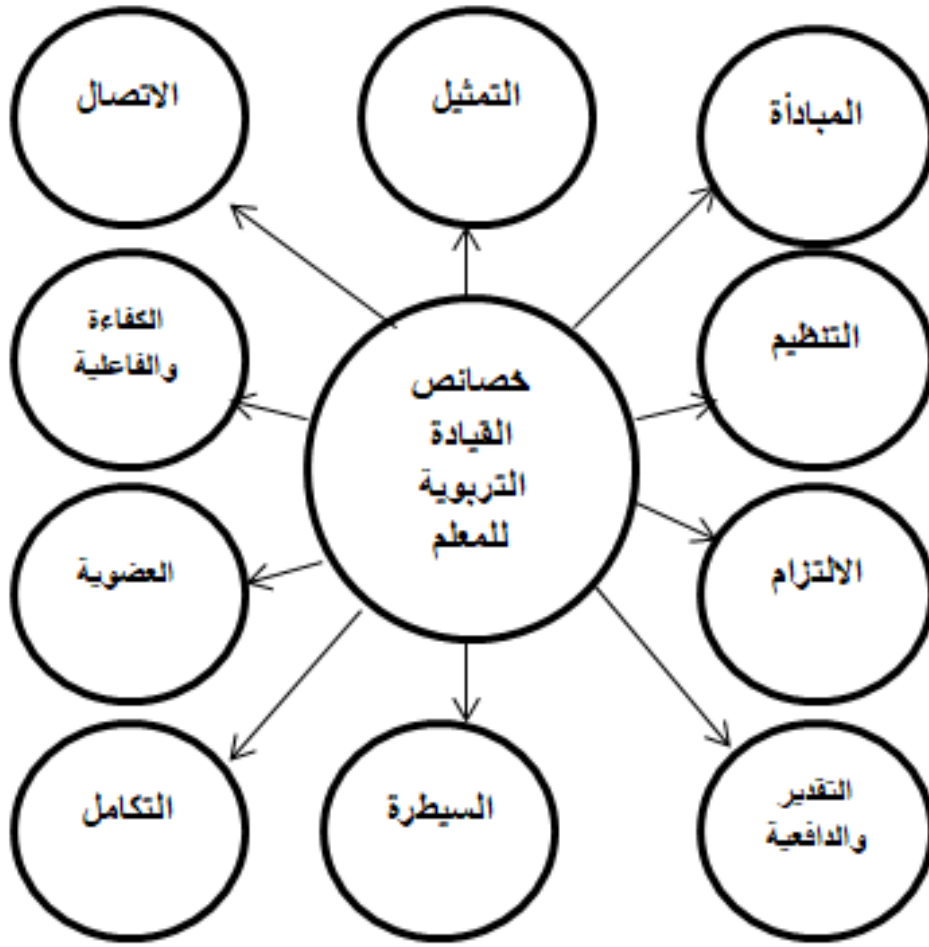 المبادأة
التمثيل
الاتصال
التنظيم
الكفاءة
والفاعلية
خصائص
القيادة
التربوية
للمعلم
الالتزام
العضوية
التقدير
والدافعية
السيطرة
التكامل